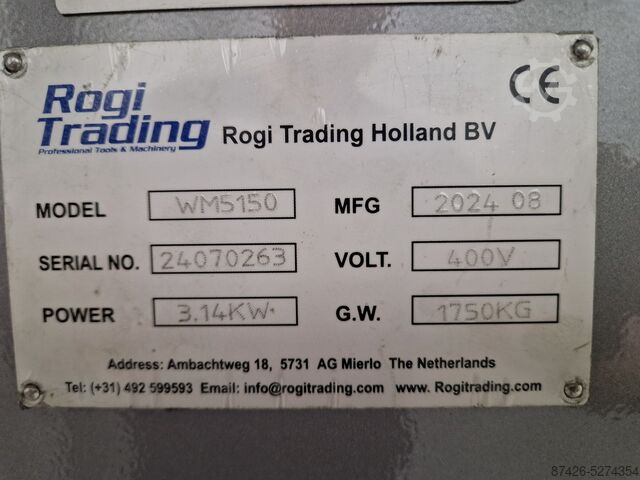 Rogi
Trading
Professional Tools & Machinery
CE
Rogi Trading Holland BV
MODEL WM5150 MFG 2024 08
SERIAL NO. 24070263 VOLT. 400V
POWER 3.14KW. G.W. 1750KG
Address: Ambachtweg 18, 5731 AG Mierlo The Netherlands
Tel: (+31) 492 599593 Email: info@rogitrading.com www. Rogitrading.com
87426-5274354